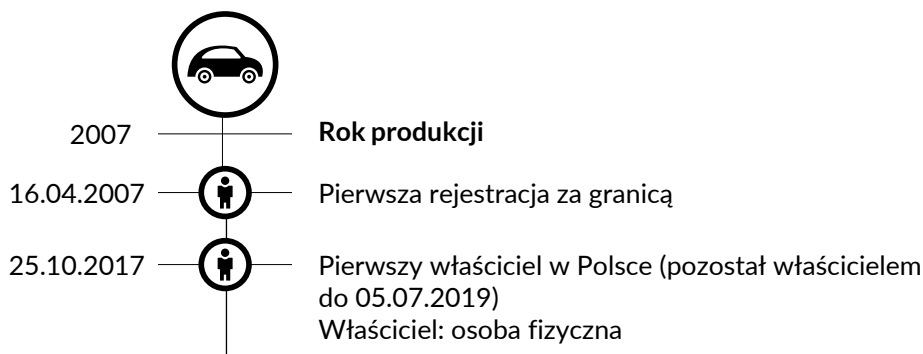 2007 Rok produkcji
16.04.2007 Pierwsza rejestracja za granicą
25.10.2017 Pierwszy właściciel w Polsce (pozostał właścicielem
do 05.07.2019)
Właściciel: osoba fizyczna